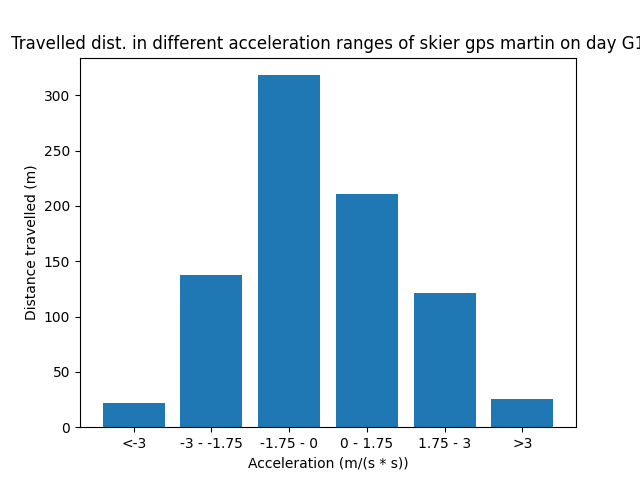 Travelled dist. in different acceleration ranges of skier gps martin on day G1
300
250
200
150
100
50
0
Distance travelled (m)
<-3 -3 - -1.75 -1.75 - 0 0 - 1.75 1.75 - 3 >3
Acceleration (m/(s * s))